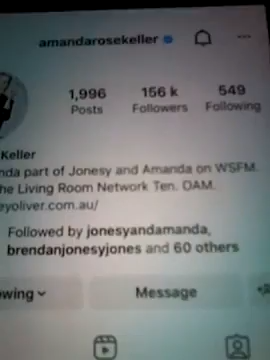 amandarosekeller
1,996 156 k 549
Posts Followers Following
Keller
nda part of Jonesy and Amanda on WSFM.
he Living Room Network Ten. OAM.
eyoliver.com.au/
Followed by jonesyandamanda,
brendanjonesyjones and 60 others
wing Message